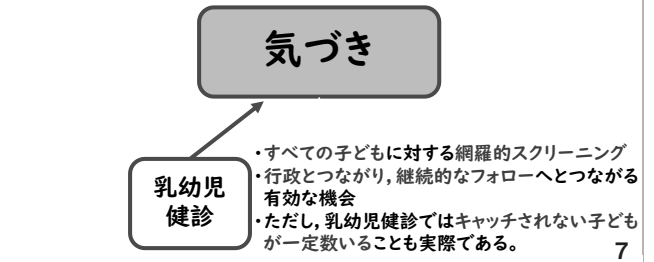 気づき
乳幼児
健診
・すべての子どもに対する網羅的スクリーニング
・行政とつながり,継続的なフォローへとつながる
有効な機会
・ただし,乳幼児健診ではキャッチされない子ども
が一定数いることも実際である。
7